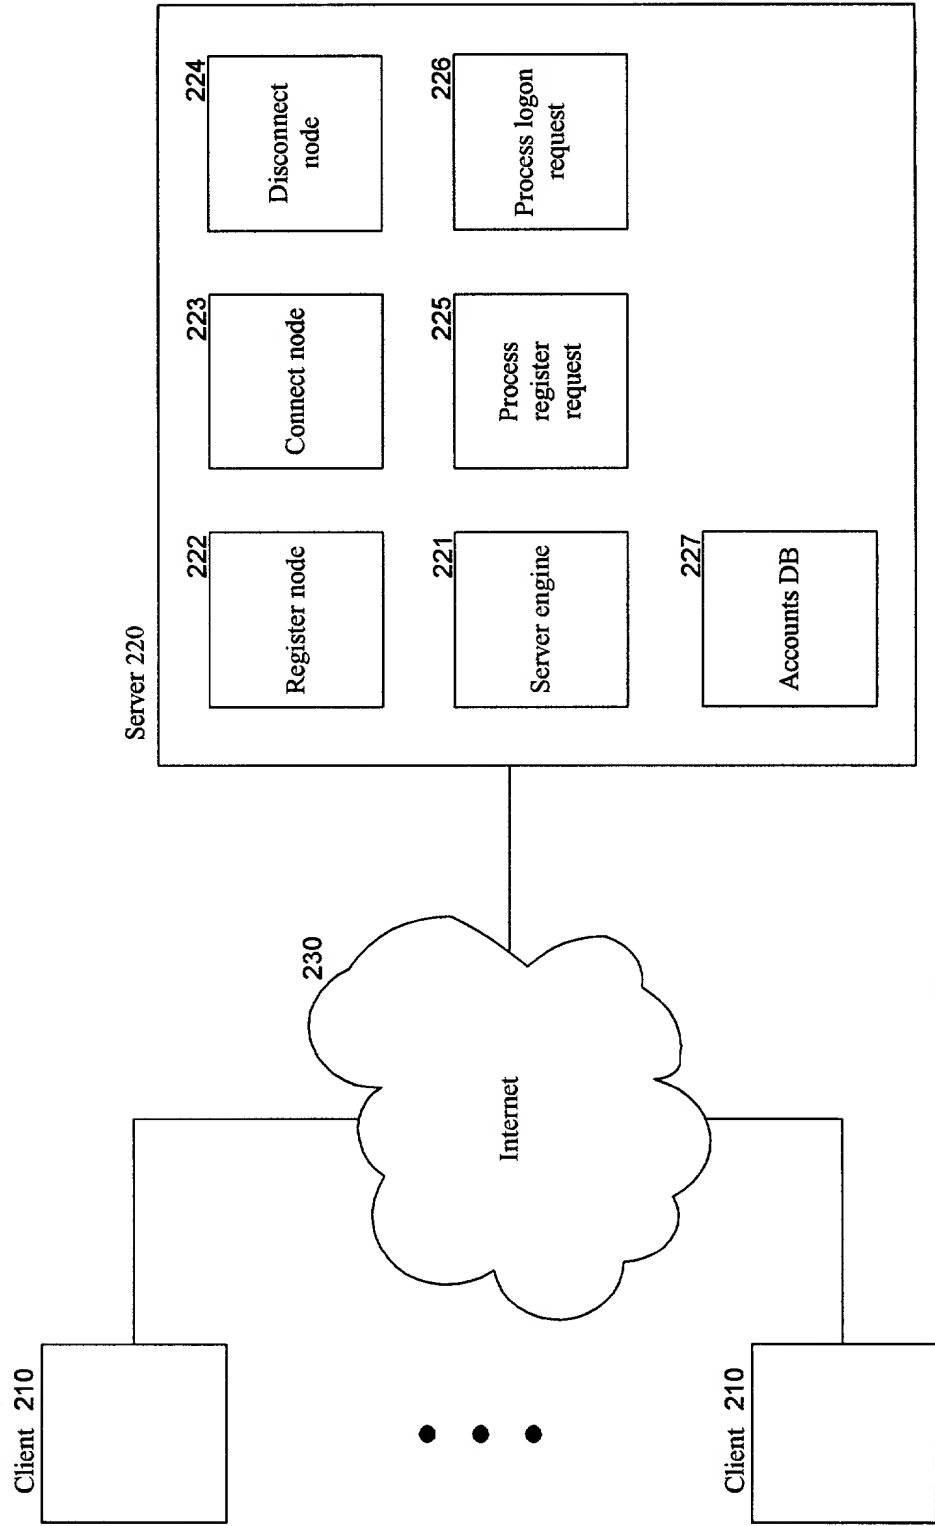 Server 220
222
Register node
223
Connect node
224
Disconnect
node
221
Server engine
225
Process
register
request
226
Process logon
request
227
Accounts DB
230
Internet
Client 210
Client 210